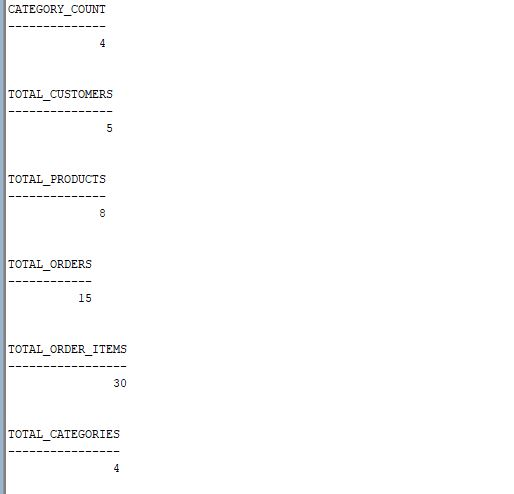 CATEGORY_COUNT
--------------
4
TOTAL_CUSTOMERS
---------------
5
TOTAL_PRODUCTS
--------------
8
TOTAL_ORDERS
------------
15
TOTAL_ORDER_ITEMS
-----------------
30
TOTAL_CATEGORIES
----------------
4